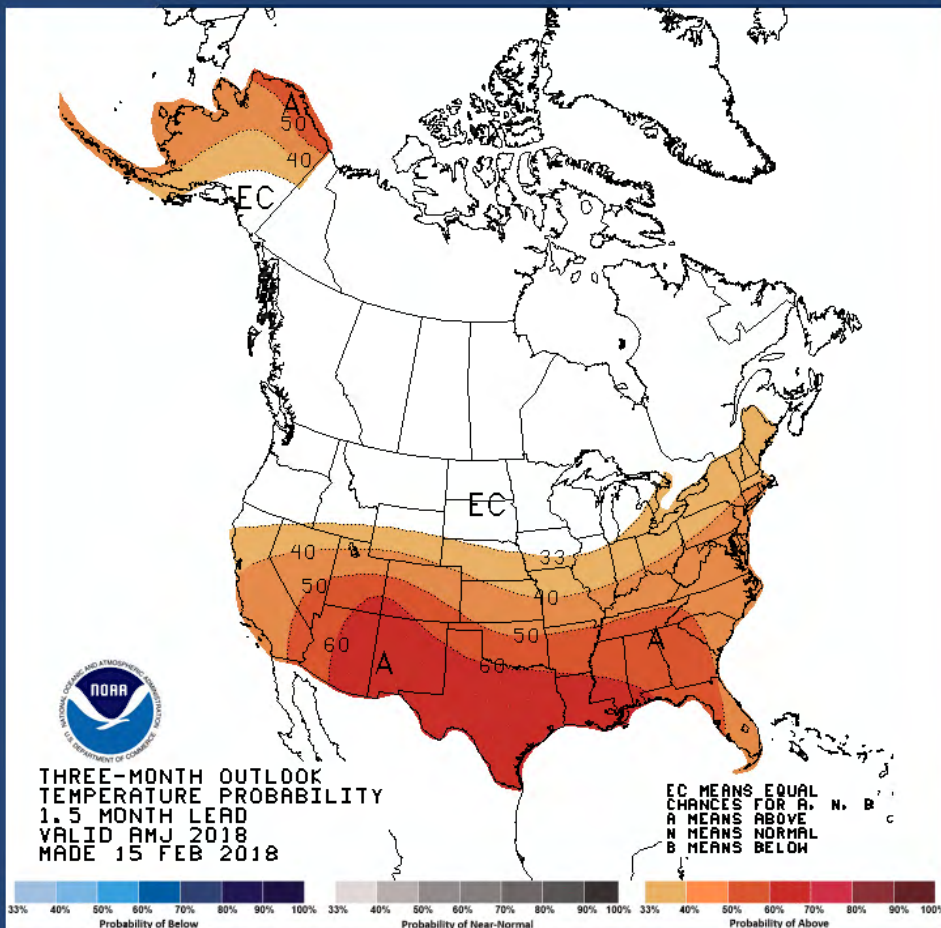 A
50
40
EC
EC
33
40
40
50
50
60
60
A
A
NATIONAL OCEANIC AND ATMOSPHERIC ADMINISTRATION
NOAA
U.S. DEPARTMENT OF COMMERCE
THREE-MONTH OUTLOOK
TEMPERATURE PROBABILITY
1.5 MONTH LEAD
VALID AMJ 2018
MADE 15 FEB 2018
EC MEANS EQUAL
CHANCES FOR A, N, B
A MEANS ABOVE
N MEANS NORMAL
B MEANS BELOW
33% 40% 50% 60% 70% 80% 90% 100%
Probability of Below
33% 40% 50% 60% 70% 80% 90% 100%
Probability of Near-Normal
33% 40% 50% 60% 70% 80% 90% 100%
Probability of Above